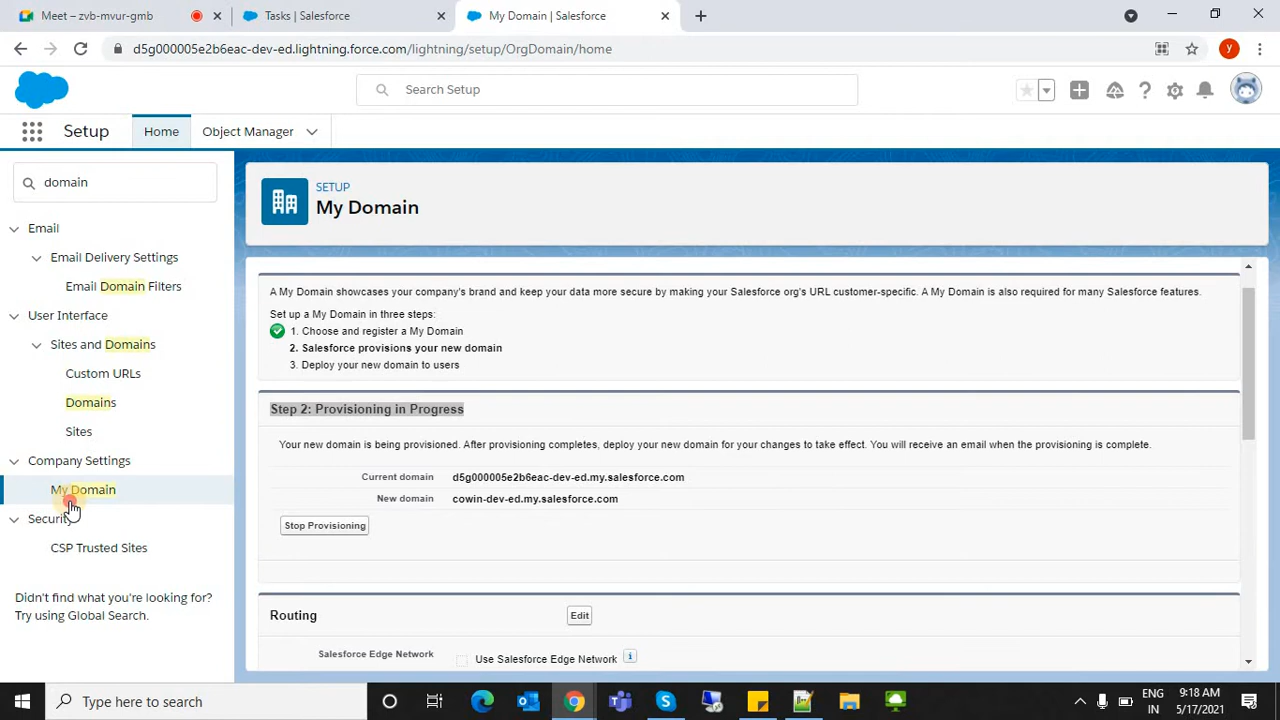 Meet – zvb-mvur-gmb
Tasks | Salesforce
My Domain | Salesforce
d5g000005e2b6eac-dev-ed.lightning.force.com/lightning/setup/OrgDomain/home
y
Search Setup
Setup
Home
Object Manager
domain
Email
Email Delivery Settings
Email Domain Filters
User Interface
Sites and Domains
Custom URLs
Domains
Sites
Company Settings
My Domain
Security
CSP Trusted Sites
Didn't find what you're looking for?
Try using Global Search.
SETUP
My Domain
A My Domain showcases your company's brand and keep your data more secure by making your Salesforce org's URL customer-specific. A My Domain is also required for many Salesforce features.
Set up a My Domain in three steps:
1. Choose and register a My Domain
2. Salesforce provisions your new domain
3. Deploy your new domain to users
Step 2: Provisioning in Progress
Your new domain is being provisioned. After provisioning completes, deploy your new domain for your changes to take effect. You will receive an email when the provisioning is complete.
Current domain d5g000005e2b6eac-dev-ed.my.salesforce.com
New domain cowin-dev-ed.my.salesforce.com
Stop Provisioning
Routing Edit
Salesforce Edge Network Use Salesforce Edge Network i
Type here to search
ENG
IN
9:18 AM
5/17/2021